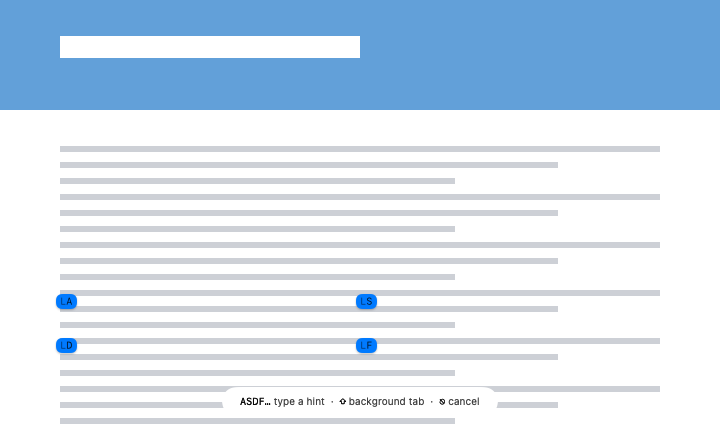 LA LS
LD LF
ASDF… type a hint · ⇧ background tab · ⎋ cancel